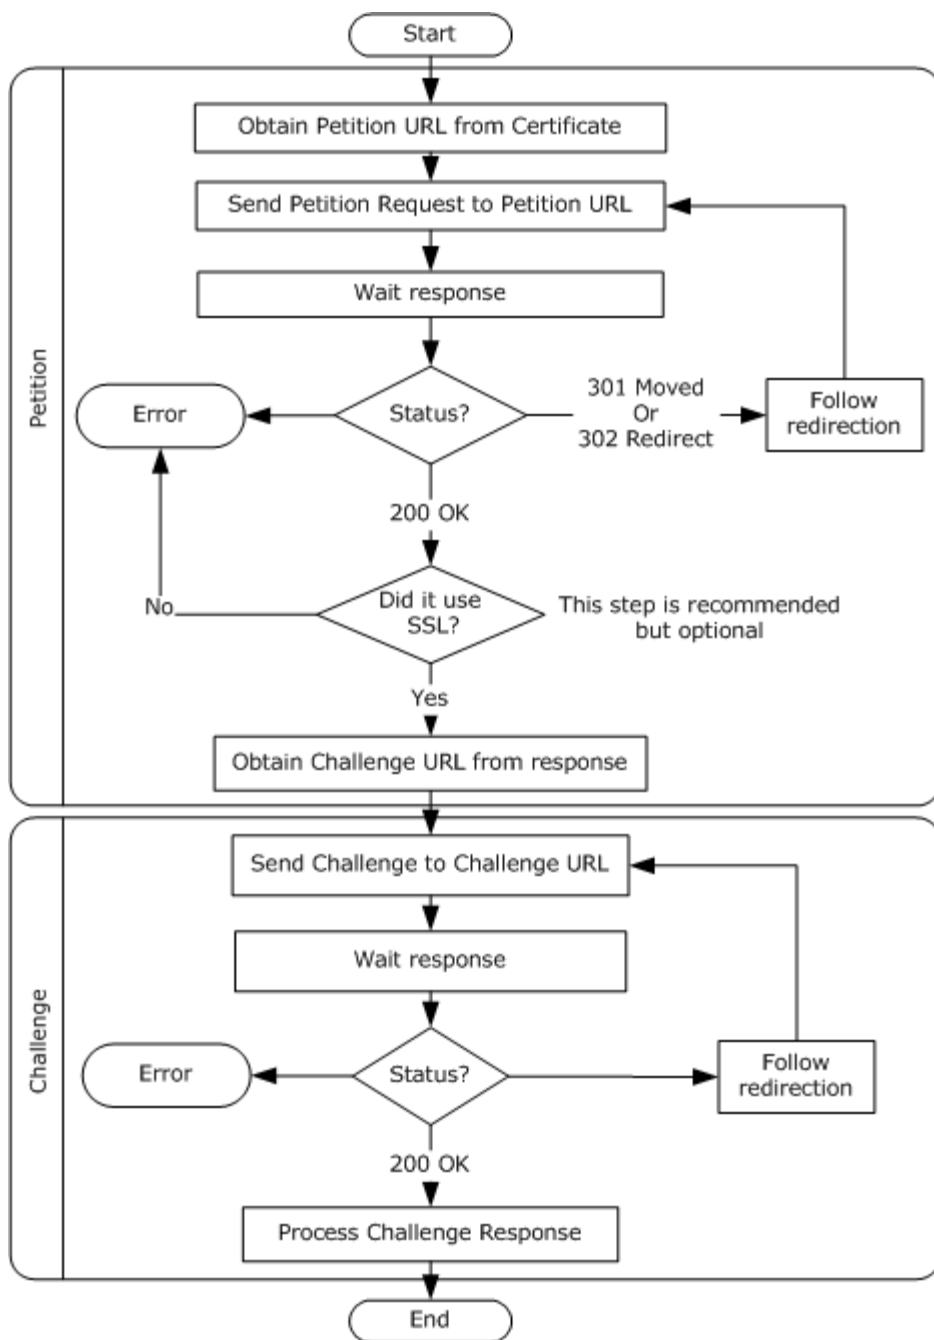 Start
Petition
Obtain Petition URL from Certificate
Send Petition Request to Petition URL
Wait response
Error
Status?
301 Moved
Or
302 Redirect
Follow
redirection
200 OK
No
Did it use
SSL?
This step is recommended
but optional
Yes
Obtain Challenge URL from response
Challenge
Send Challenge to Challenge URL
Wait response
Error
Status?
Follow
redirection
200 OK
Process Challenge Response
End